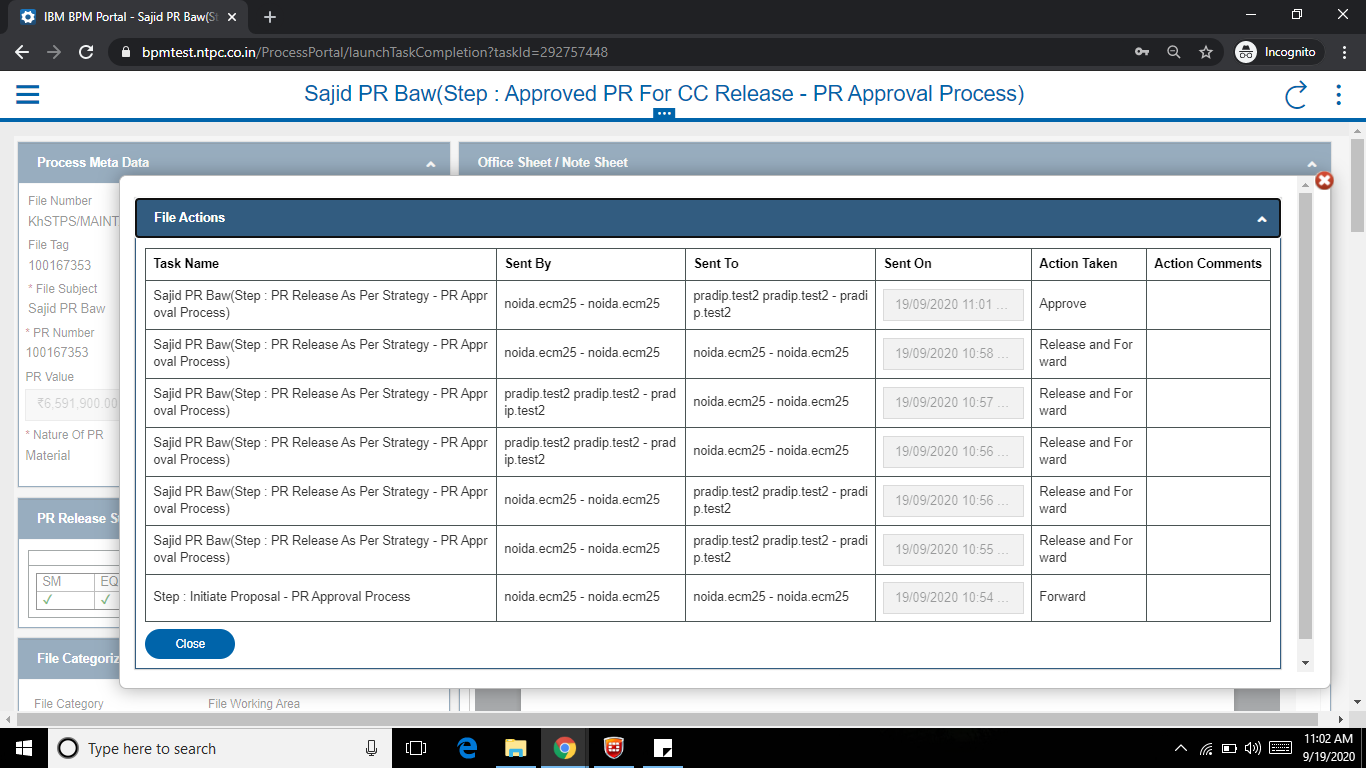 IBM BPM Portal - Sajid PR Baw(St
bpmtest.ntpc.co.in/ProcessPortal/launchTaskCompletion?taskId=292757448
Incognito
Sajid PR Baw(Step : Approved PR For CC Release - PR Approval Process)
Process Meta Data
Office Sheet / Note Sheet
File Number
KhSTPS/MAINT
File Tag
100167353
* File Subject
Sajid PR Baw
* PR Number
100167353
PR Value
₹6,591,900.00
* Nature Of PR
Material
PR Release S
SM EQ
✓ ✓
File Categoriz
File Category File Working Area
File Actions
Task Name Sent By Sent To Sent On Action Taken Action Comments
Sajid PR Baw(Step : PR Release As Per Strategy - PR Appr
oval Process)
noida.ecm25 - noida.ecm25
pradip.test2 pradip.test2 - pradi
p.test2
19/09/2020 11:01 ...
Approve
Sajid PR Baw(Step : PR Release As Per Strategy - PR Appr
oval Process)
noida.ecm25 - noida.ecm25
noida.ecm25 - noida.ecm25
19/09/2020 10:58 ...
Release and For
ward
Sajid PR Baw(Step : PR Release As Per Strategy - PR Appr
oval Process)
pradip.test2 pradip.test2 - prad
ip.test2
noida.ecm25 - noida.ecm25
19/09/2020 10:57 ...
Release and For
ward
Sajid PR Baw(Step : PR Release As Per Strategy - PR Appr
oval Process)
pradip.test2 pradip.test2 - prad
ip.test2
noida.ecm25 - noida.ecm25
19/09/2020 10:56 ...
Release and For
ward
Sajid PR Baw(Step : PR Release As Per Strategy - PR Appr
oval Process)
noida.ecm25 - noida.ecm25
pradip.test2 pradip.test2 - pradi
p.test2
19/09/2020 10:56 ...
Release and For
ward
Sajid PR Baw(Step : PR Release As Per Strategy - PR Appr
oval Process)
noida.ecm25 - noida.ecm25
pradip.test2 pradip.test2 - pradi
p.test2
19/09/2020 10:55 ...
Release and For
ward
Step : Initiate Proposal - PR Approval Process
noida.ecm25 - noida.ecm25
noida.ecm25 - noida.ecm25
19/09/2020 10:54 ...
Forward
Close
Type here to search
11:02 AM
9/19/2020